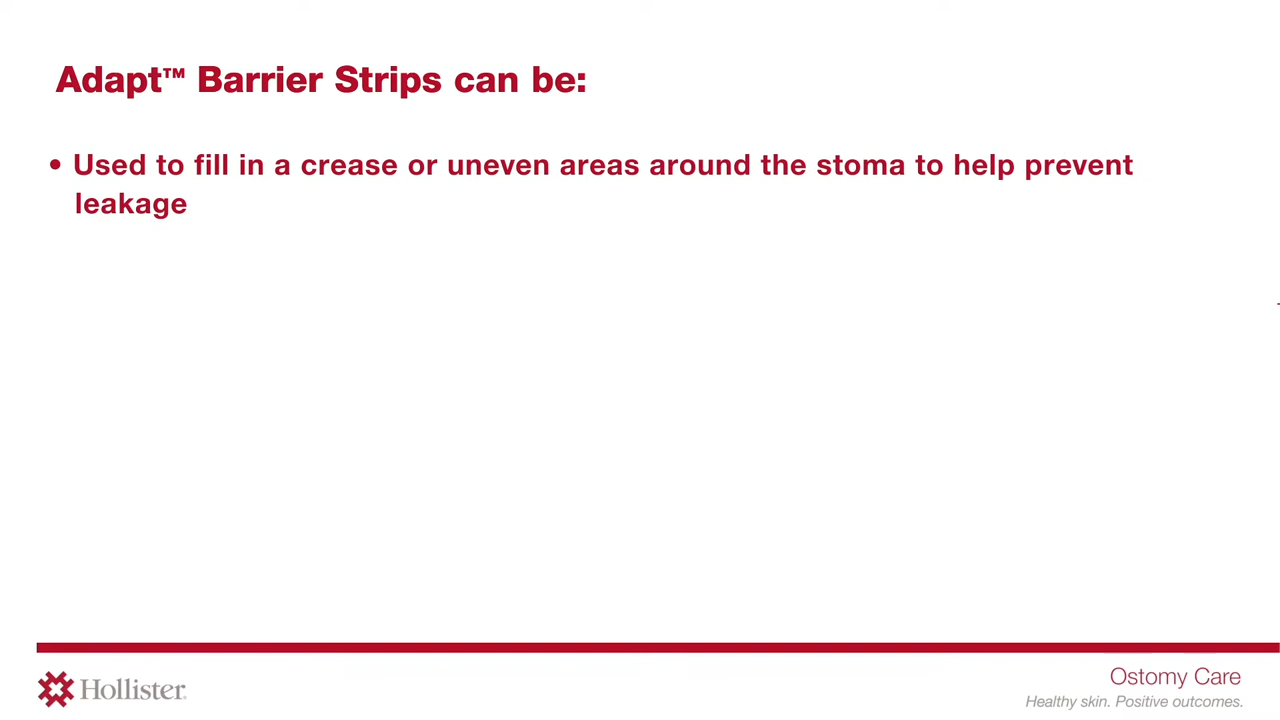 Adapt™ Barrier Strips can be:
• Used to fill in a crease or uneven areas around the stoma to help prevent
leakage
Hollister®
Ostomy Care
Healthy skin. Positive outcomes.